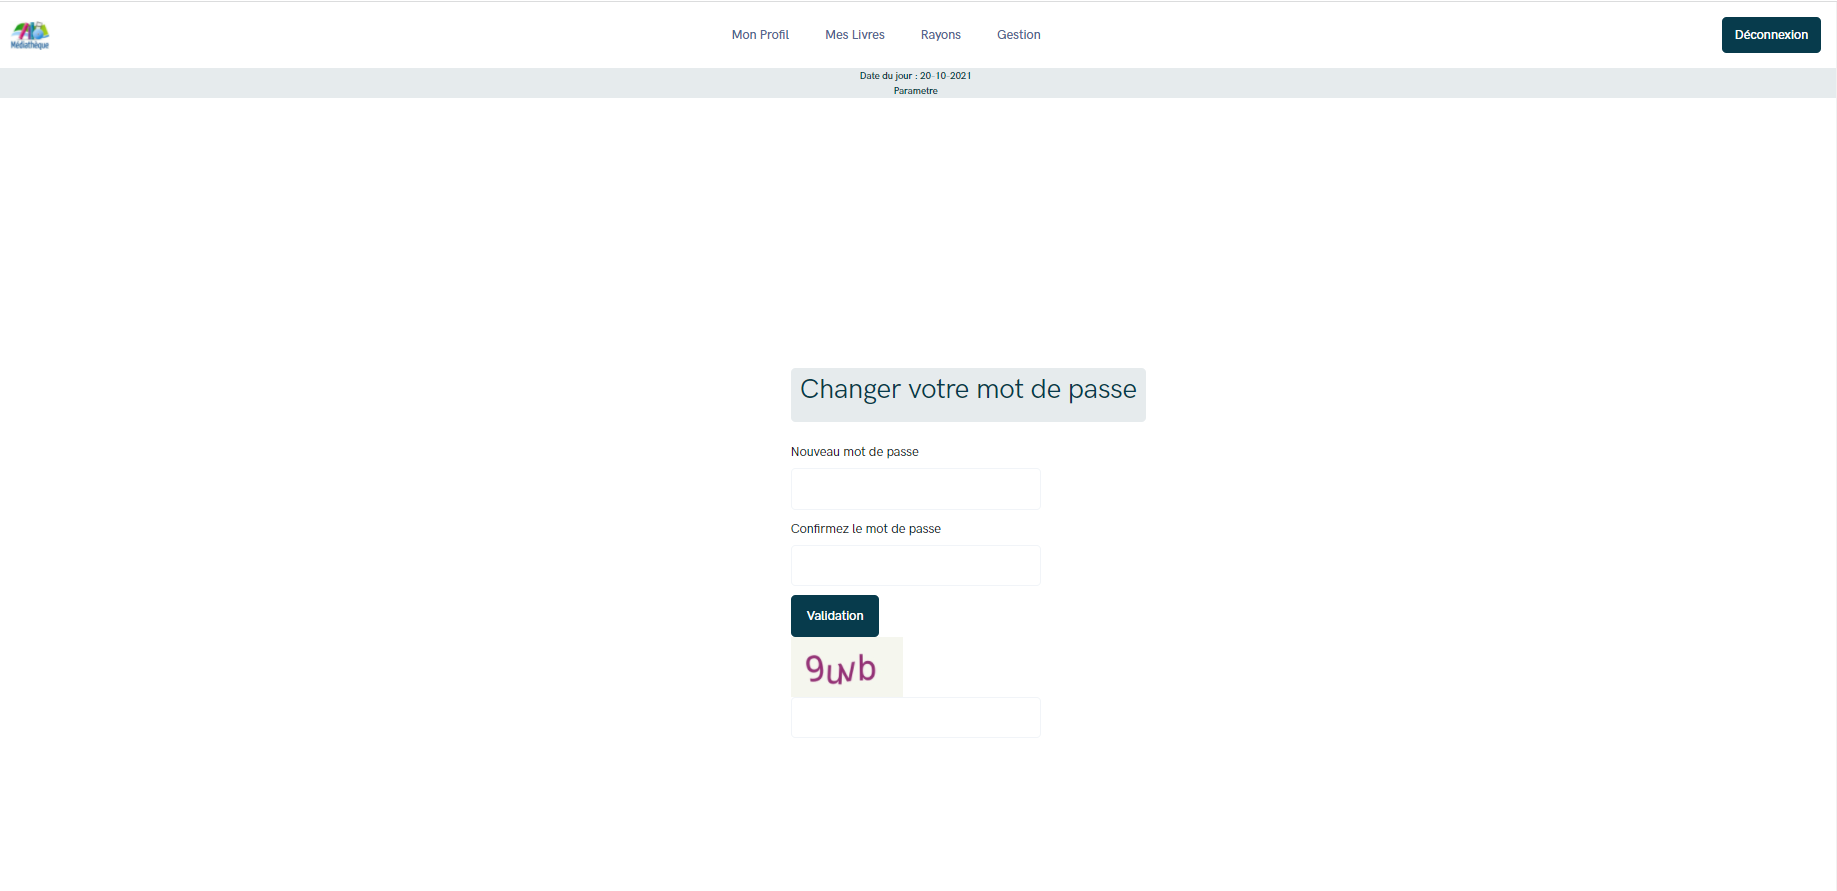 Médiathèque
Mon Profil Mes Livres Rayons Gestion Déconnexion
Date du jour : 20-10-2021
Parametre
Changer votre mot de passe
Nouveau mot de passe
Confirmez le mot de passe
Validation
9uvb